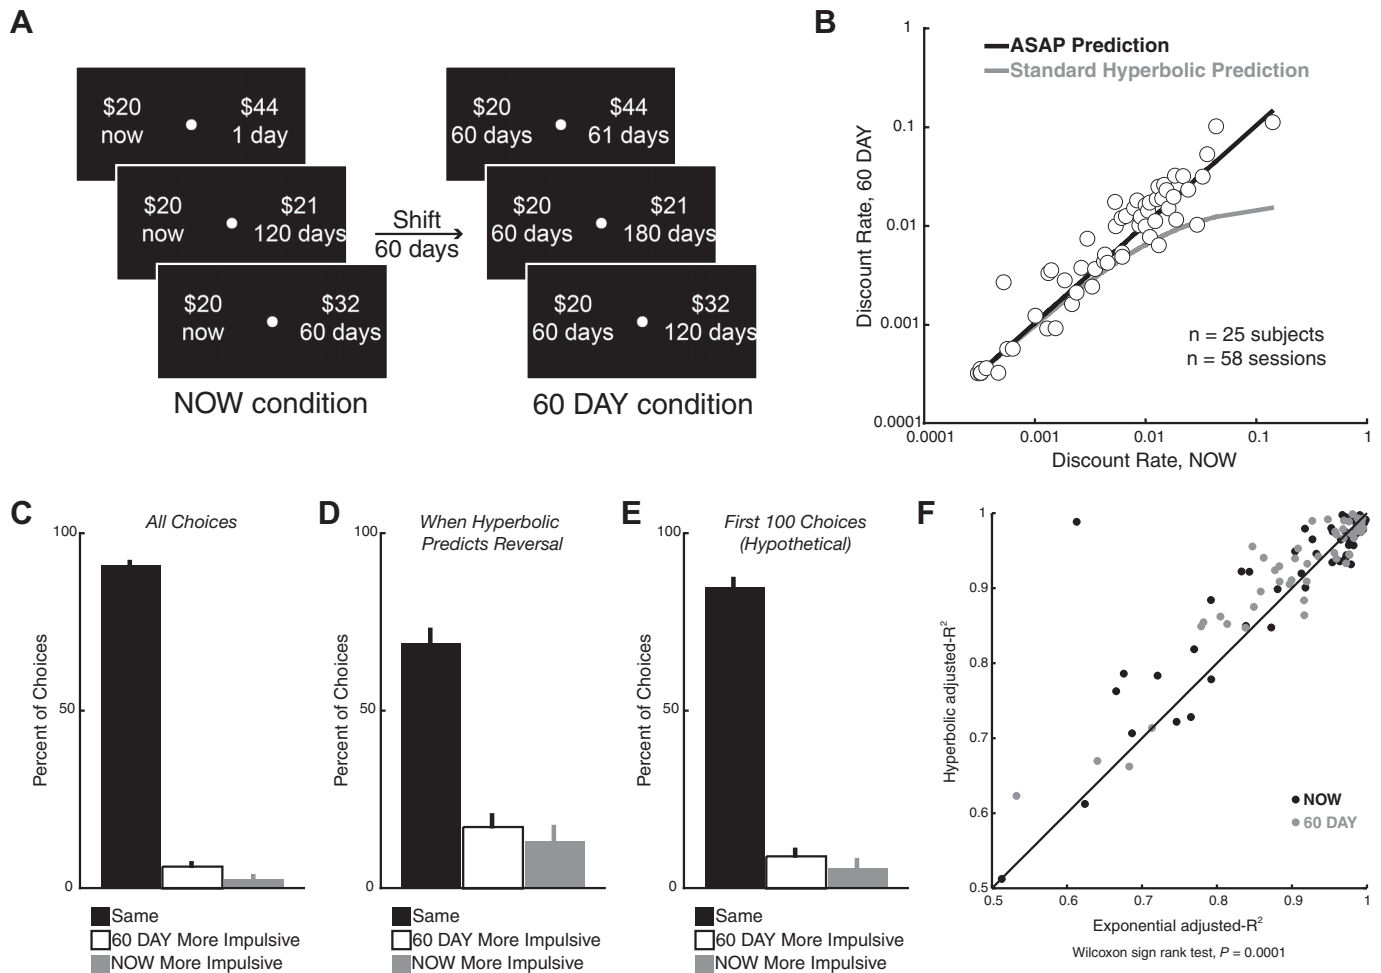 A
$20
now
$44
1 day
$20
now
$21
120 days
$20
now
$32
60 days
NOW condition
Shift
60 days
$20
60 days
$44
61 days
$20
60 days
$21
180 days
$20
60 days
$32
120 days
60 DAY condition
B
ASAP Prediction
Standard Hyperbolic Prediction
Discount Rate, 60 DAY
1
0.1
0.01
0.001
0.0001
n = 25 subjects
n = 58 sessions
0.0001
0.001
0.01
0.1
1
Discount Rate, NOW
C
All Choices
Percent of Choices
100
50
0
Same
60 DAY More Impulsive
NOW More Impulsive
D
When Hyperbolic
Predicts Reversal
Percent of Choices
100
50
0
Same
60 DAY More Impulsive
NOW More Impulsive
E
First 100 Choices
(Hypothetical)
Percent of Choices
100
50
0
Same
60 DAY More Impulsive
NOW More Impulsive
F
Hyperbolic adjusted-R²
1
0.9
0.8
0.7
0.6
0.5
NOW
60 DAY
0.5
0.6
0.7
0.8
0.9
1
Exponential adjusted-R²
Wilcoxon sign rank test, P = 0.0001